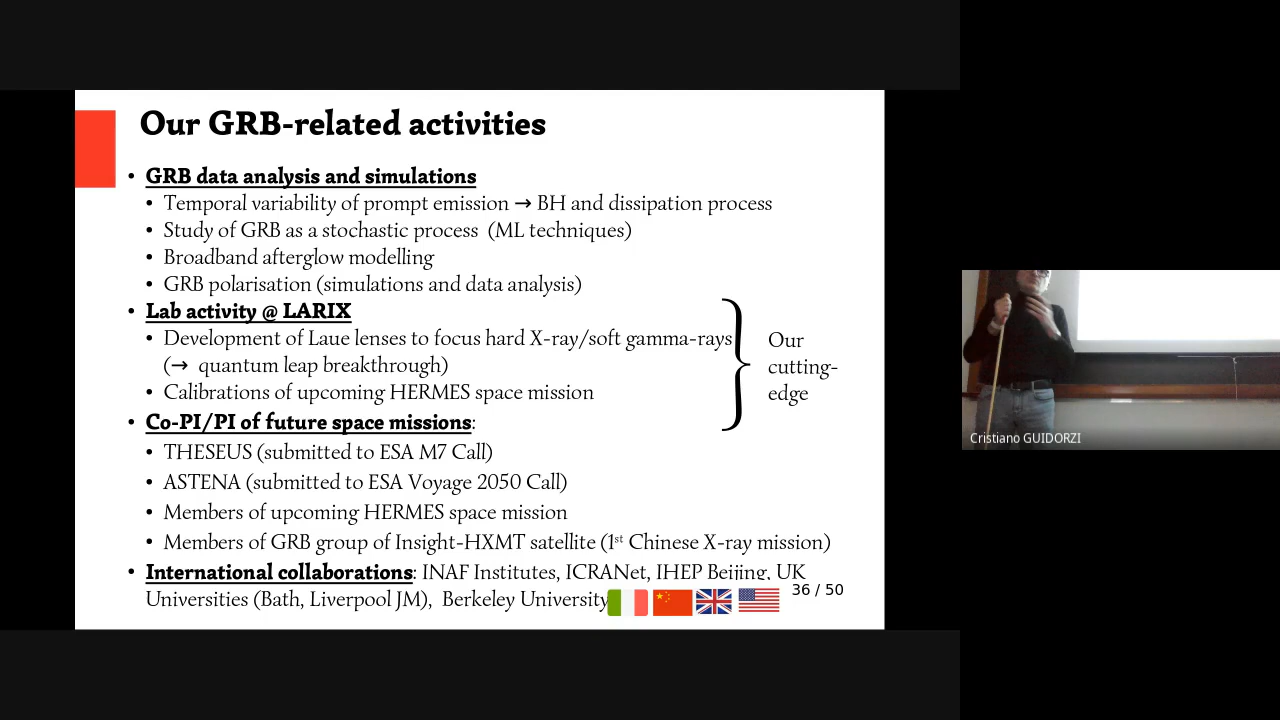 Our GRB-related activities
• GRB data analysis and simulations
• Temporal variability of prompt emission → BH and dissipation process
• Study of GRB as a stochastic process (ML techniques)
• Broadband afterglow modelling
• GRB polarisation (simulations and data analysis)
• Lab activity @ LARIX
• Development of Laue lenses to focus hard X-ray/soft gamma-rays
(→ quantum leap breakthrough)
• Calibrations of upcoming HERMES space mission
Our
cutting-
edge
• Co-PI/PI of future space missions:
• THESEUS (submitted to ESA M7 Call)
• ASTENA (submitted to ESA Voyage 2050 Call)
• Members of upcoming HERMES space mission
• Members of GRB group of Insight-HXMT satellite (1st Chinese X-ray mission)
• International collaborations: INAF Institutes, ICRANet, IHEP Beijing, UK
Universities (Bath, Liverpool JM), Berkeley University
36 / 50
Cristiano GUIDORZI